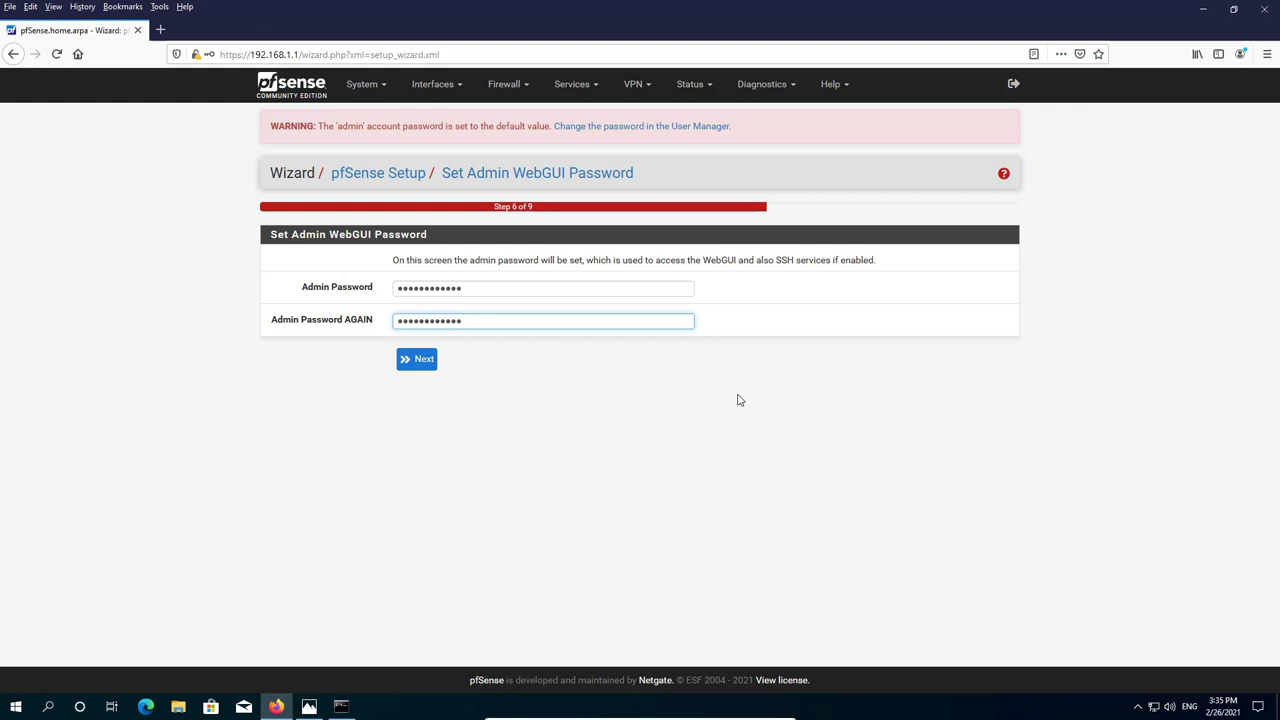 File Edit View History Bookmarks Tools Help
pfSense.home.arpa - Wizard: p
https://192.168.1.1/wizard.php?xml=setup_wizard.xml
pfsense
COMMUNITY EDITION
System Interfaces Firewall Services VPN Status Diagnostics Help
WARNING: The 'admin' account password is set to the default value. Change the password in the User Manager.
Wizard / pfSense Setup / Set Admin WebGUI Password
Step 6 of 9
Set Admin WebGUI Password
On this screen the admin password will be set, which is used to access the WebGUI and also SSH services if enabled.
Admin Password ••••••••••••
Admin Password AGAIN ••••••••••••
Next
pfSense is developed and maintained by Netgate. © ESF 2004 - 2021 View license.
ENG
3:35 PM
2/26/2021